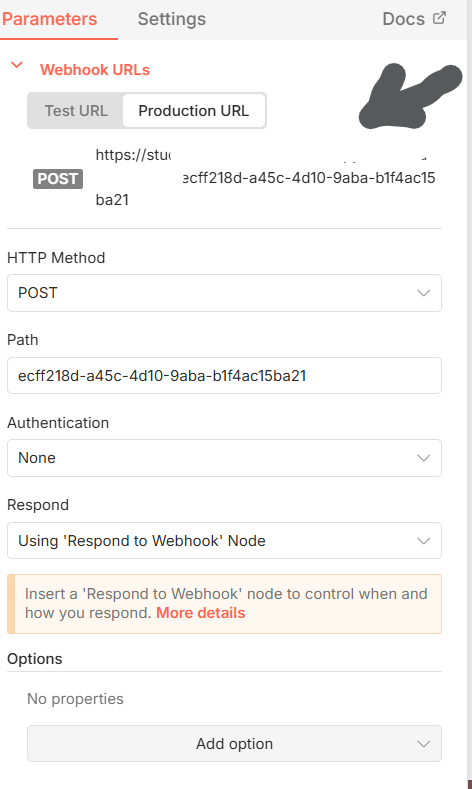 Parameters Settings Docs
Webhook URLs
Test URL Production URL
https://stud
POST ecff218d-a45c-4d10-9aba-b1f4ac15
ba21
HTTP Method
POST
Path
ecff218d-a45c-4d10-9aba-b1f4ac15ba21
Authentication
None
Respond
Using 'Respond to Webhook' Node
Insert a 'Respond to Webhook' node to control when and
how you respond. More details
Options
No properties
Add option